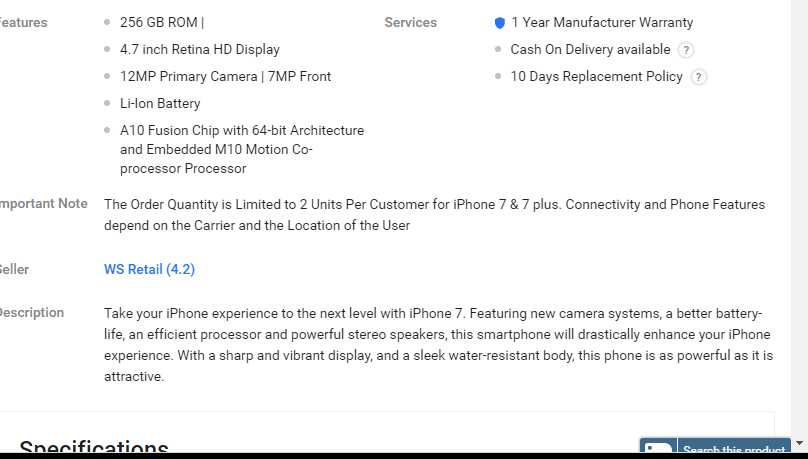 eatures
256 GB ROM |
4.7 inch Retina HD Display
12MP Primary Camera | 7MP Front
Li-Ion Battery
A10 Fusion Chip with 64-bit Architecture
and Embedded M10 Motion Co-
processor Processor
Services
1 Year Manufacturer Warranty
Cash On Delivery available ?
10 Days Replacement Policy ?
mportant Note
The Order Quantity is Limited to 2 Units Per Customer for iPhone 7 & 7 plus. Connectivity and Phone Features
depend on the Carrier and the Location of the User
eller
WS Retail (4.2)
escription
Take your iPhone experience to the next level with iPhone 7. Featuring new camera systems, a better battery-
life, an efficient processor and powerful stereo speakers, this smartphone will drastically enhance your iPhone
experience. With a sharp and vibrant display, and a sleek water-resistant body, this phone is as powerful as it is
attractive.
Specifications
Search this product